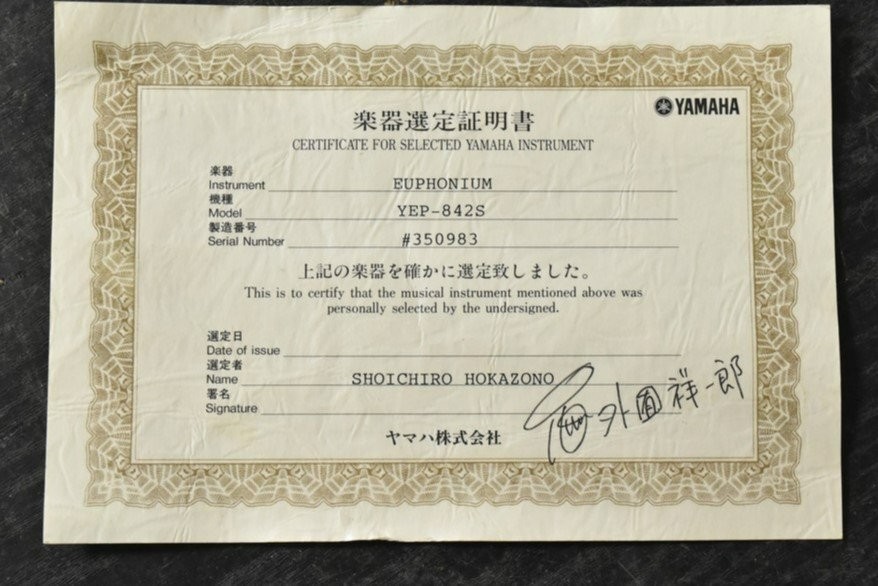 YAMAHA
楽器選定証明書
CERTIFICATE FOR SELECTED YAMAHA INSTRUMENT
楽器
Instrument EUPHONIUM
機種
Model YEP-842S
製造番号
Serial Number #350983
上記の楽器を確かに選定致しました。
This is to certify that the musical instrument mentioned above was
personally selected by the undersigned.
選定日
Date of issue
選定者
Name SHOICHIRO HOKAZONO
署名
Signature 外囿祥一郎
ヤマハ株式会社